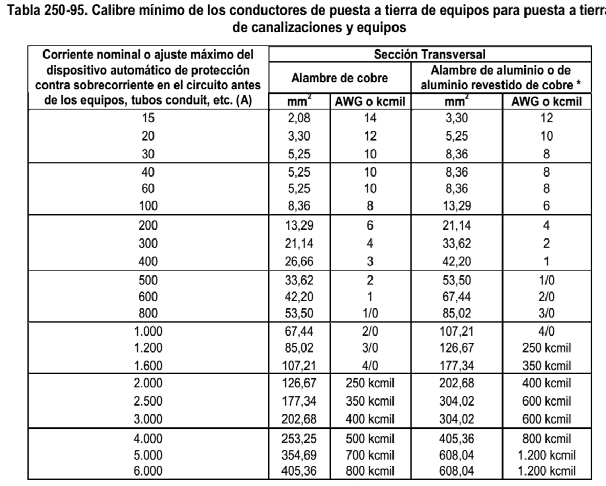 Tabla 250-95. Calibre mínimo de los conductores de puesta a tierra de equipos para puesta a tierra
de canalizaciones y equipos
Corriente nominal o ajuste máximo del dispositivo automático de protección contra sobrecorriente en el circuito antes de los equipos, tubos conduit, etc. (A)
Sección Transversal
Alambre de cobre
Alambre de aluminio o de aluminio revestido de cobre *
mm² AWG o kcmil mm² AWG o kcmil
15 2,08 14 3,30 12
20 3,30 12 5,25 10
30 5,25 10 8,36 8
40 5,25 10 8,36 8
60 5,25 10 8,36 8
100 8,36 8 13,29 6
200 13,29 6 21,14 4
300 21,14 4 33,62 2
400 26,66 3 42,20 1
500 33,62 2 53,50 1/0
600 42,20 1 67,44 2/0
800 53,50 1/0 85,02 3/0
1.000 67,44 2/0 107,21 4/0
1.200 85,02 3/0 126,67 250 kcmil
1.600 107,21 4/0 177,34 350 kcmil
2.000 126,67 250 kcmil 202,68 400 kcmil
2.500 177,34 350 kcmil 304,02 600 kcmil
3.000 202,68 400 kcmil 304,02 600 kcmil
4.000 253,25 500 kcmil 405,36 800 kcmil
5.000 354,69 700 kcmil 608,04 1.200 kcmil
6.000 405,36 800 kcmil 608,04 1.200 kcmil